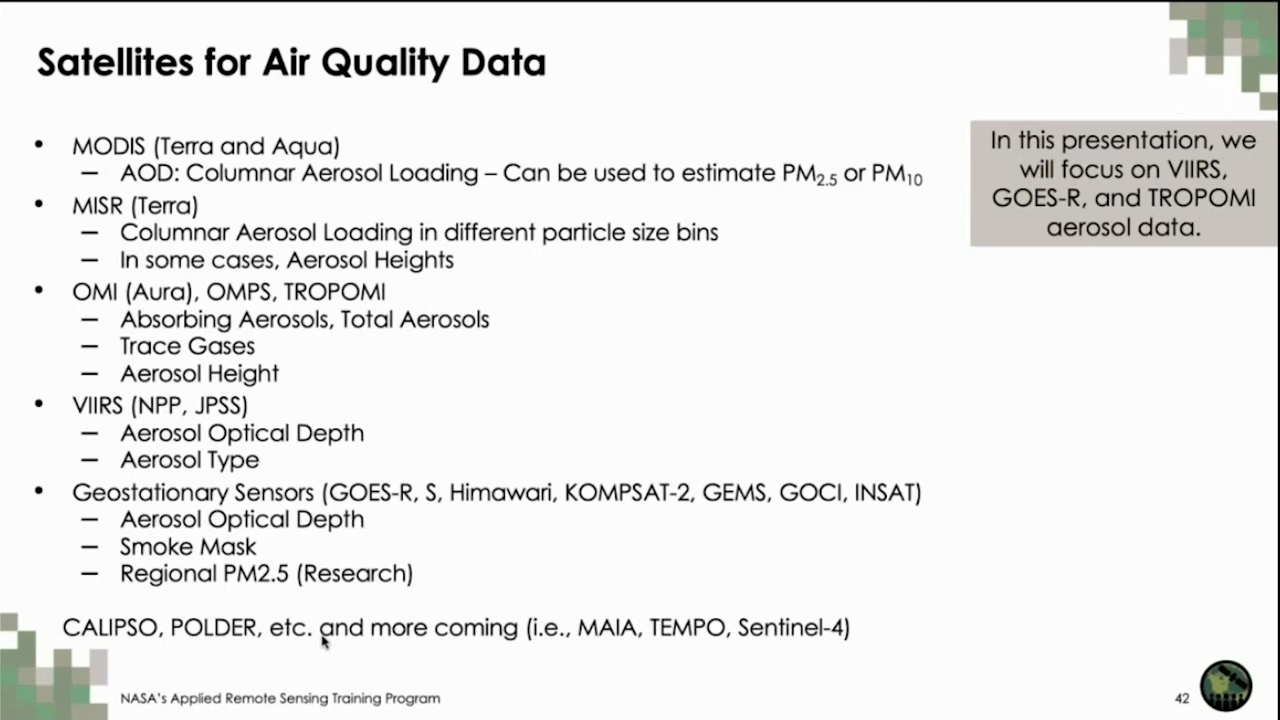 Satellites for Air Quality Data
• MODIS (Terra and Aqua)
– AOD: Columnar Aerosol Loading – Can be used to estimate PM2.5 or PM10
• MISR (Terra)
– Columnar Aerosol Loading in different particle size bins
– In some cases, Aerosol Heights
• OMI (Aura), OMPS, TROPOMI
– Absorbing Aerosols, Total Aerosols
– Trace Gases
– Aerosol Height
• VIIRS (NPP, JPSS)
– Aerosol Optical Depth
– Aerosol Type
• Geostationary Sensors (GOES-R, S, Himawari, KOMPSAT-2, GEMS, GOCI, INSAT)
– Aerosol Optical Depth
– Smoke Mask
– Regional PM2.5 (Research)
CALIPSO, POLDER, etc. and more coming (i.e., MAIA, TEMPO, Sentinel-4)
In this presentation, we
will focus on VIIRS,
GOES-R, and TROPOMI
aerosol data.
NASA's Applied Remote Sensing Training Program
42